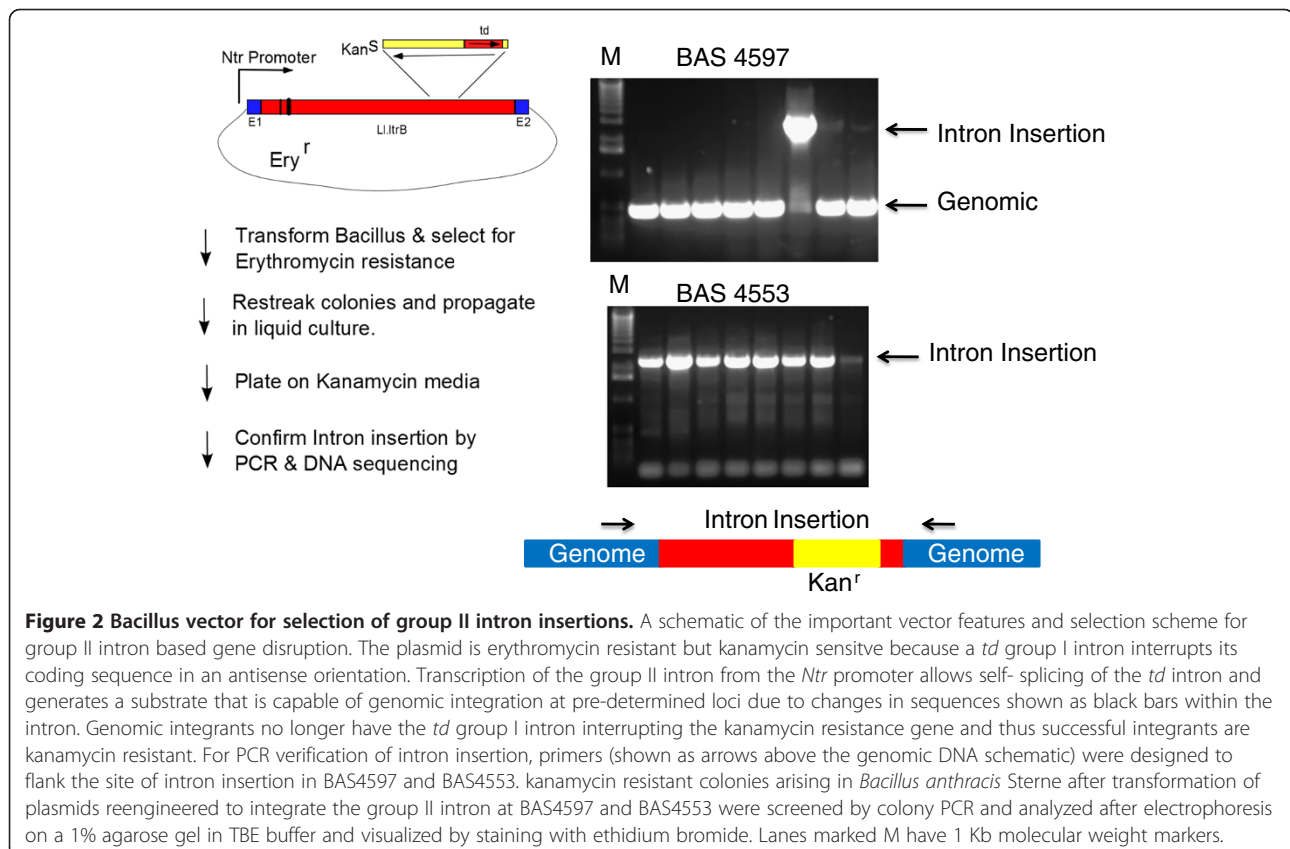 td
Kan^S
Ntr Promoter
E1
Ll.ltrB
E2
Ery^r
Transform Bacillus & select for
Erythromycin resistance
Restreak colonies and propagate
in liquid culture.
Plate on Kanamycin media
Confirm Intron insertion by
PCR & DNA sequencing
M
BAS 4597
Intron Insertion
Genomic
M
BAS 4553
Intron Insertion
Intron Insertion
Genome
Genome
Kan^r
Figure 2 Bacillus vector for selection of group II intron insertions. A schematic of the important vector features and selection scheme for
group II intron based gene disruption. The plasmid is erythromycin resistant but kanamycin sensitve because a td group I intron interrupts its
coding sequence in an antisense orientation. Transcription of the group II intron from the Ntr promoter allows self- splicing of the td intron and
generates a substrate that is capable of genomic integration at pre-determined loci due to changes in sequences shown as black bars within the
intron. Genomic integrants no longer have the td group I intron interrupting the kanamycin resistance gene and thus successful integrants are
kanamycin resistant. For PCR verification of intron insertion, primers (shown as arrows above the genomic DNA schematic) were designed to
flank the site of intron insertion in BAS4597 and BAS4553. kanamycin resistant colonies arising in Bacillus anthracis Sterne after transformation of
plasmids reengineered to integrate the group II intron at BAS4597 and BAS4553 were screened by colony PCR and analyzed after electrophoresis
on a 1% agarose gel in TBE buffer and visualized by staining with ethidium bromide. Lanes marked M have 1 Kb molecular weight markers.